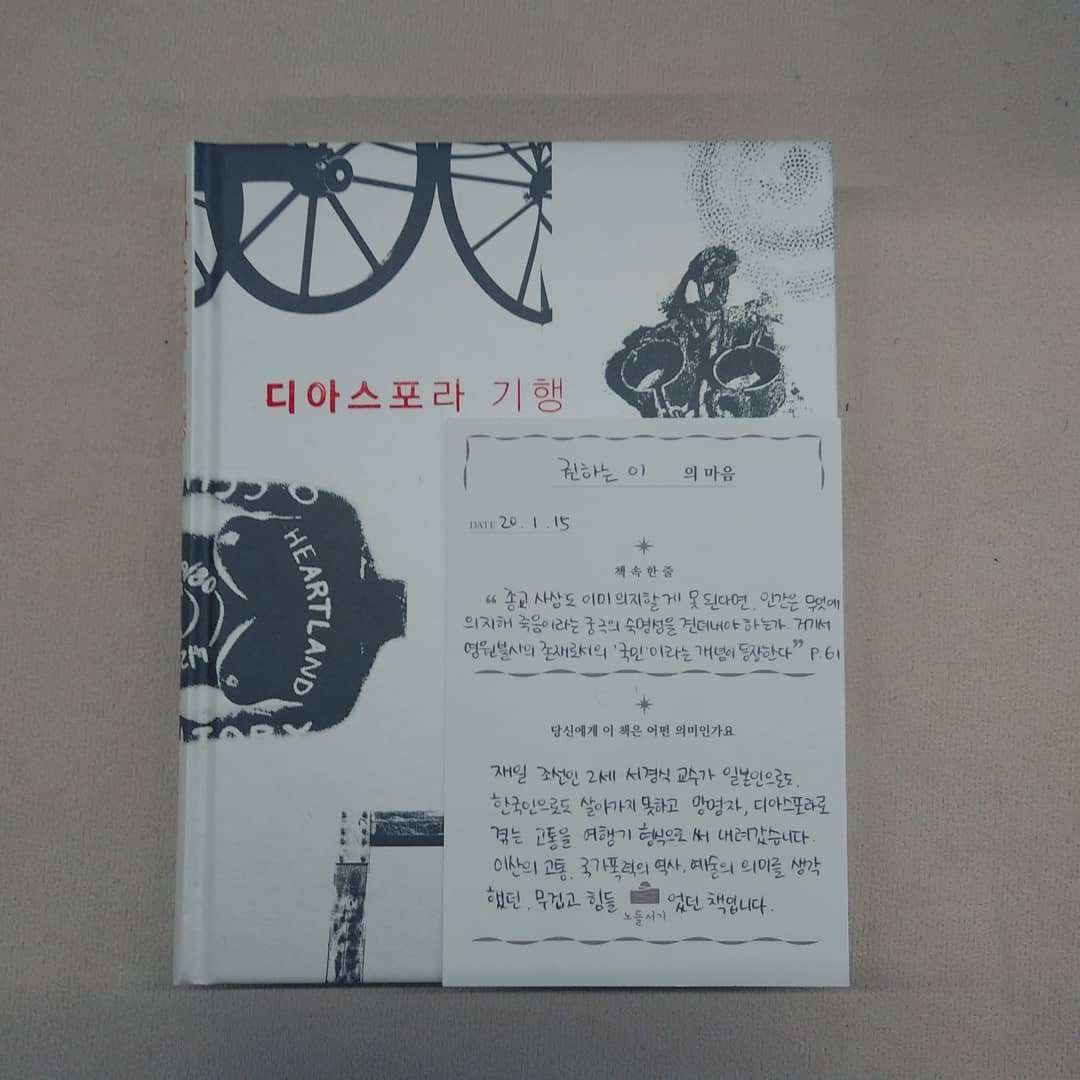 디아스포라 기행
HEARTLAND
권하는 이 의 마음
DATE 20. 1. 15
책 속 한 줄
“종교 사상도 이미 의지할 게 못 된다면, 인간은 무엇에
의지해 죽음이라는 궁극의 숙명성을 견뎌내야 하는가. 거기서
영원불사의 존재로서의 '국민'이라는 개념이 등장한다” P.61
당신에게 이 책은 어떤 의미인가요
재일 조선인 2세 서경식 교수가 일본인으로도,
한국인으로도 살아가지 못하고 망명자, 디아스포라로
겪는 고통을 여행기 형식으로 써 내려갔습니다.
이산의 고통, 국가폭력의 역사, 예술의 의미를 생각
했던, 무겁고 힘들 었던 책입니다.
노들서가